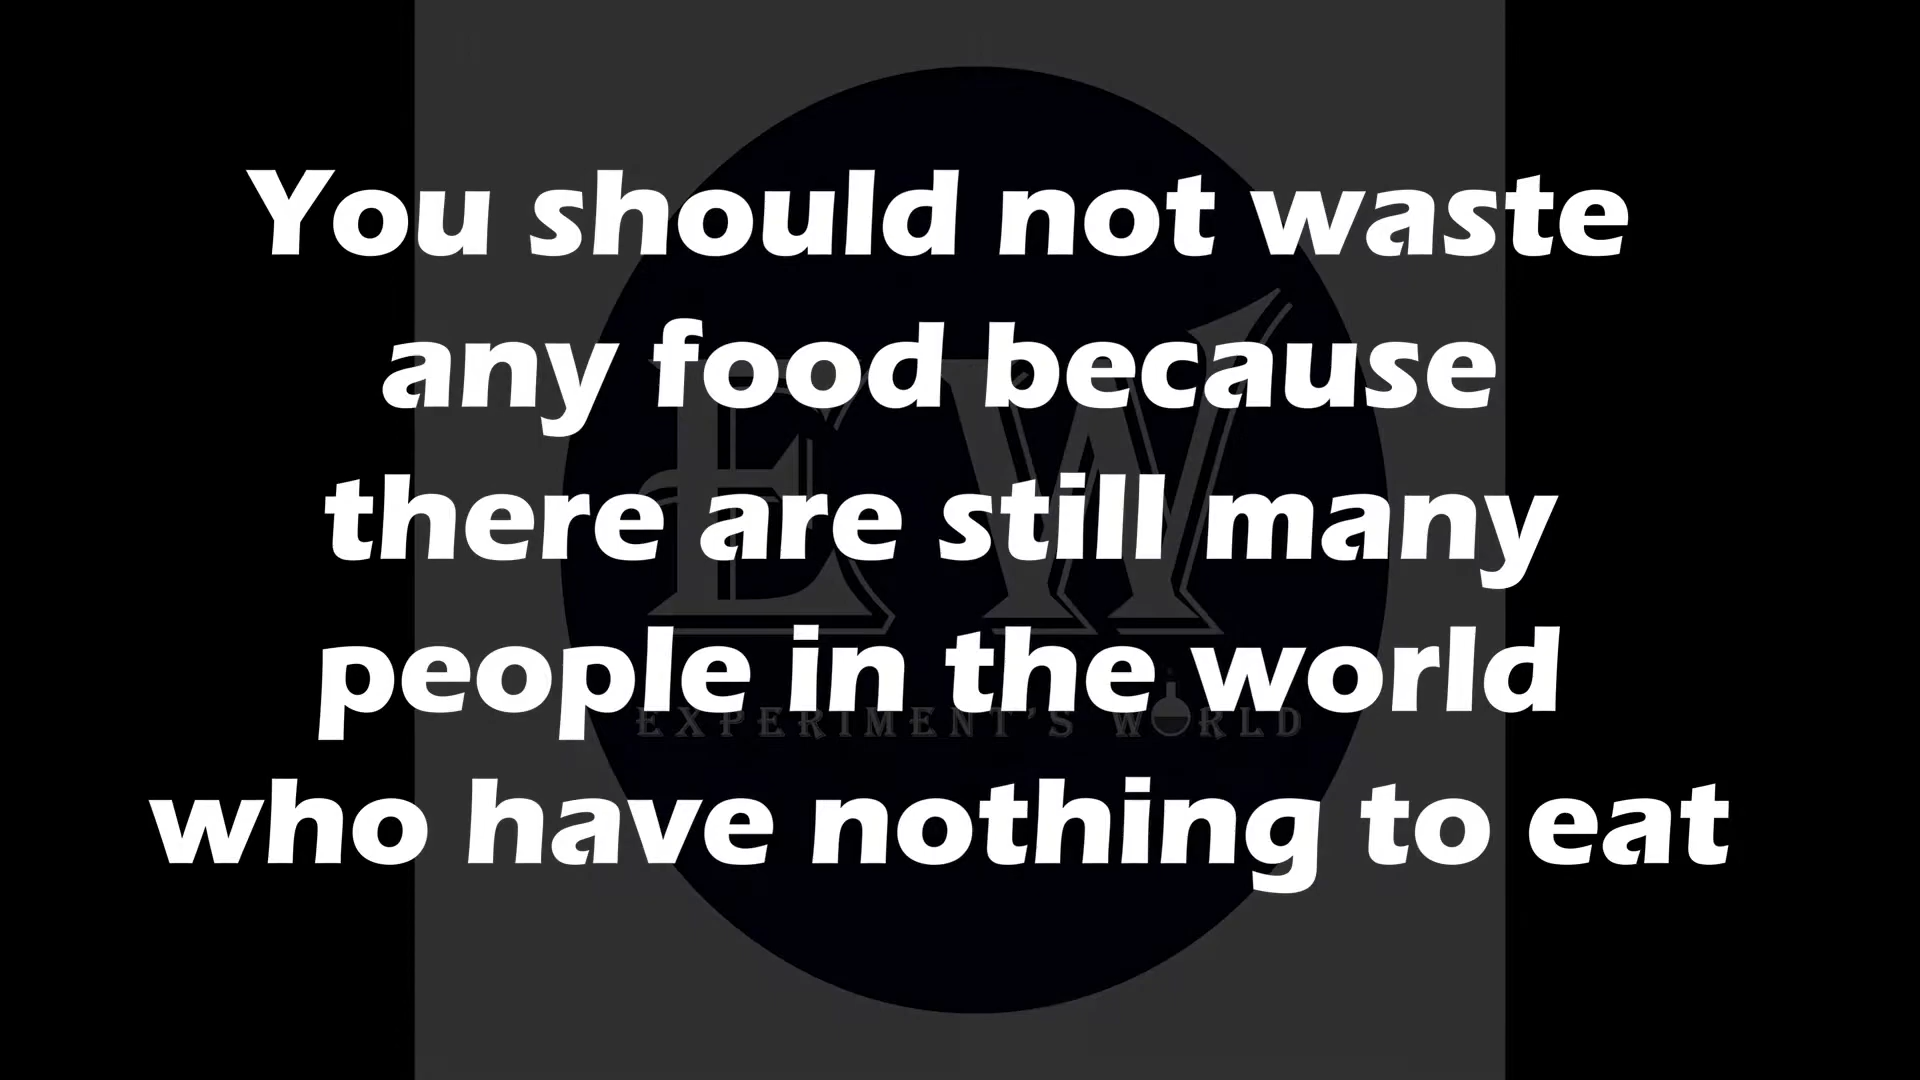 You should not waste
any food because
there are still many
people in the world
who have nothing to eat
EW
EXPERIMENT'S WORLD